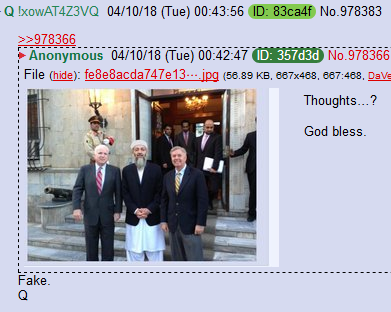 Q !xowAT4Z3VQ 04/10/18 (Tue) 00:43:56 ID: 83ca4f No.978383
>>978366
Anonymous 04/10/18 (Tue) 00:42:47 ID: 357d3d No.978366
File (hide): fe8e8acda747e13⋯.jpg (56.89 KB, 667x468, 667:468, DaVe
Thoughts...?
God bless.
Fake.
Q